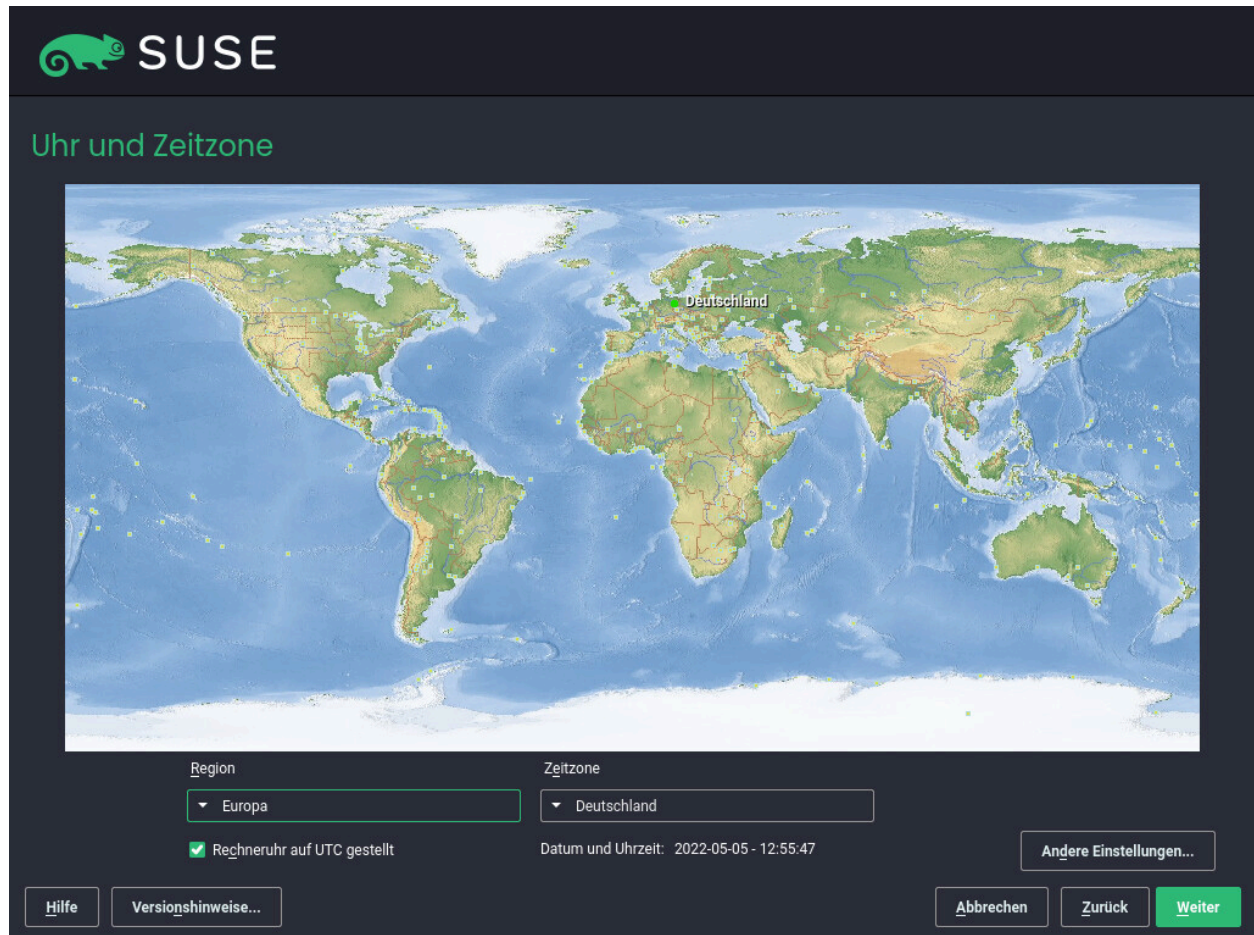 SUSE
Uhr und Zeitzone
Deutschland
Region
Zeitzone
Europa
Deutschland
Rechneruhr auf UTC gestellt
Datum und Uhrzeit: 2022-05-05 - 12:55:47
Andere Einstellungen...
Hilfe
Versionshinweise...
Abbrechen
Zurück
Weiter